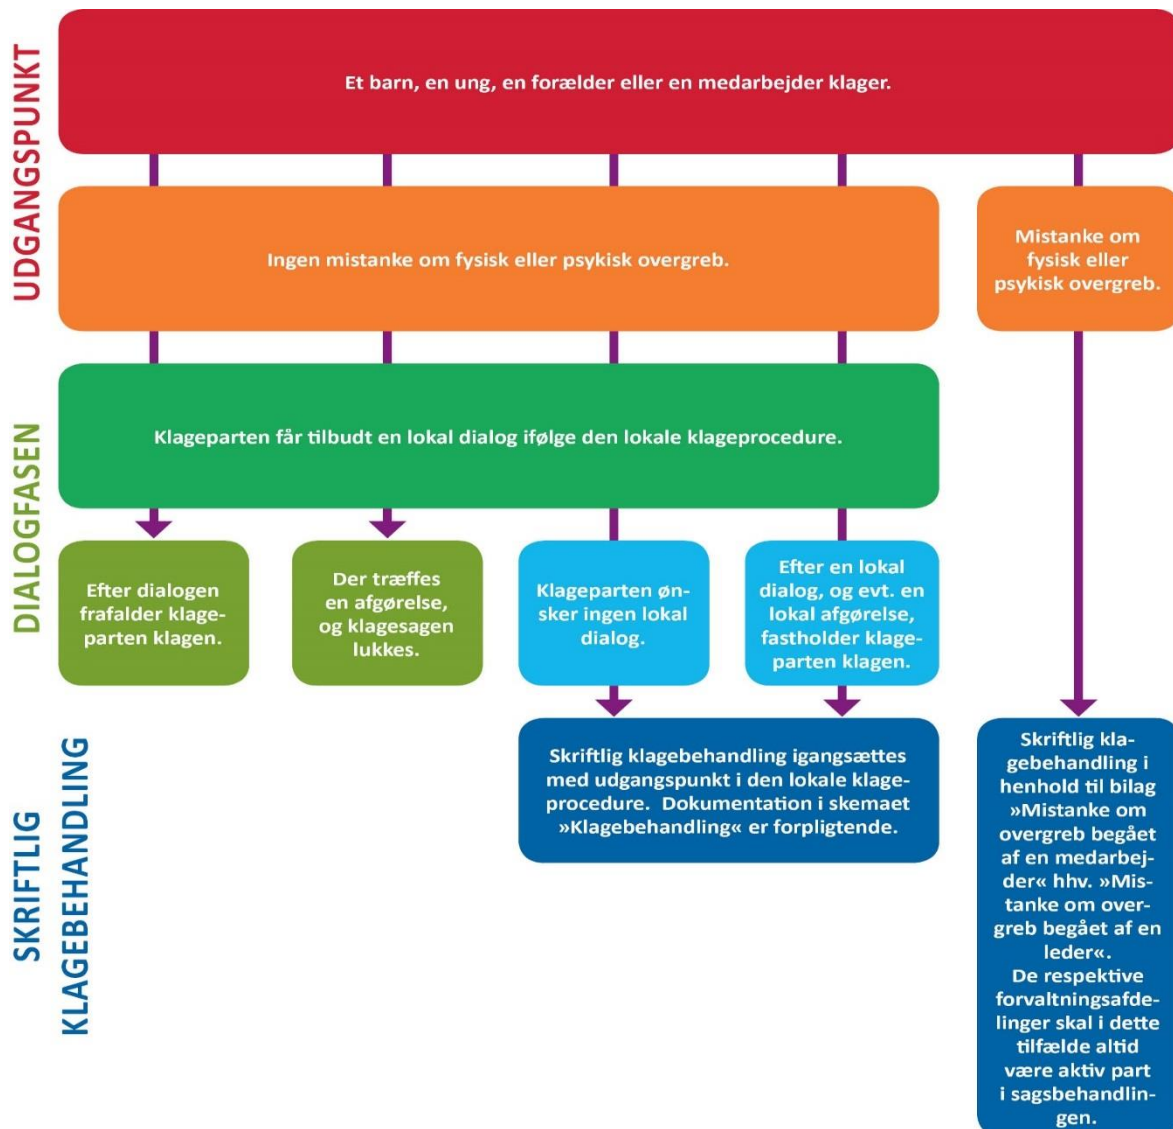 UDGANGSPUNKT
Et barn, en ung, en forælder eller en medarbejder klager.
Ingen mistanke om fysisk eller psykisk overgreb.
Mistanke om
fysisk eller
psykisk overgreb.
DIALOGFASEN
Klageparten får tilbudt en lokal dialog ifølge den lokale klageprocedure.
Efter dialogen
frafalder klage-
parten klagen.
Der træffes
en afgørelse,
og klagesagen
lukkes.
Klageparten øn-
sker ingen lokal
dialog.
Efter en lokal
dialog, og evt. en
lokal afgørelse,
fastholder klage-
parten klagen.
SKRIFTLIG
KLAGEBEHANDLING
Skriftlig klagebehandling igangsættes
med udgangspunkt i den lokale klage-
procedure.  Dokumentation i skemaet
»Klagebehandling« er forpligtende.
Skriftlig kla-
gebehandling i
henhold til bilag
»Mistanke om
overgreb begået
af en medarbej-
der« hhv. »Mis-
tanke om over-
greb begået af en
leder«.
De respektive
forvaltningsafde-
linger skal i dette
tilfælde altid
være aktiv part
i sagsbehandlin-
gen.